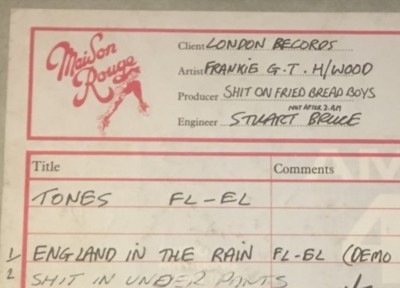 Maison
Rouge
Client LONDON RECORDS
Artist FRANKIE G.T. H/WOOD
Producer SHIT ON FRIED BREAD BOYS
NOT AFTER 2.AM
Engineer STUART BRUCE
Title Comments
TONES FL-EL
1/ ENGLAND IN THE RAIN FL-EL (DEMO
2 SHIT IN UNDER PANTS